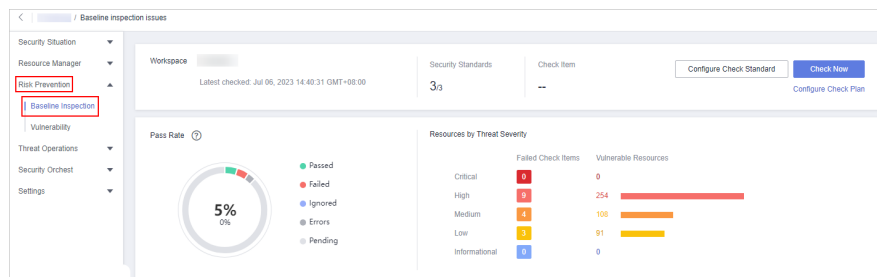 / Baseline inspection issues
Security Situation
Resource Manager
Risk Prevention
Baseline Inspection
Vulnerability
Threat Operations
Security Orchest
Settings
Workspace
Latest checked: Jul 06, 2023 14:40:31 GMT+08:00
Security Standards
3/3
Check Item
--
Configure Check Standard
Check Now
Configure Check Plan
Pass Rate ?
5%
0%
Passed
Failed
Ignored
Errors
Pending
Resources by Threat Severity
Failed Check Items Vulnerable Resources
Critical 0 0
High 9 254
Medium 4 108
Low 3 91
Informational 0 0